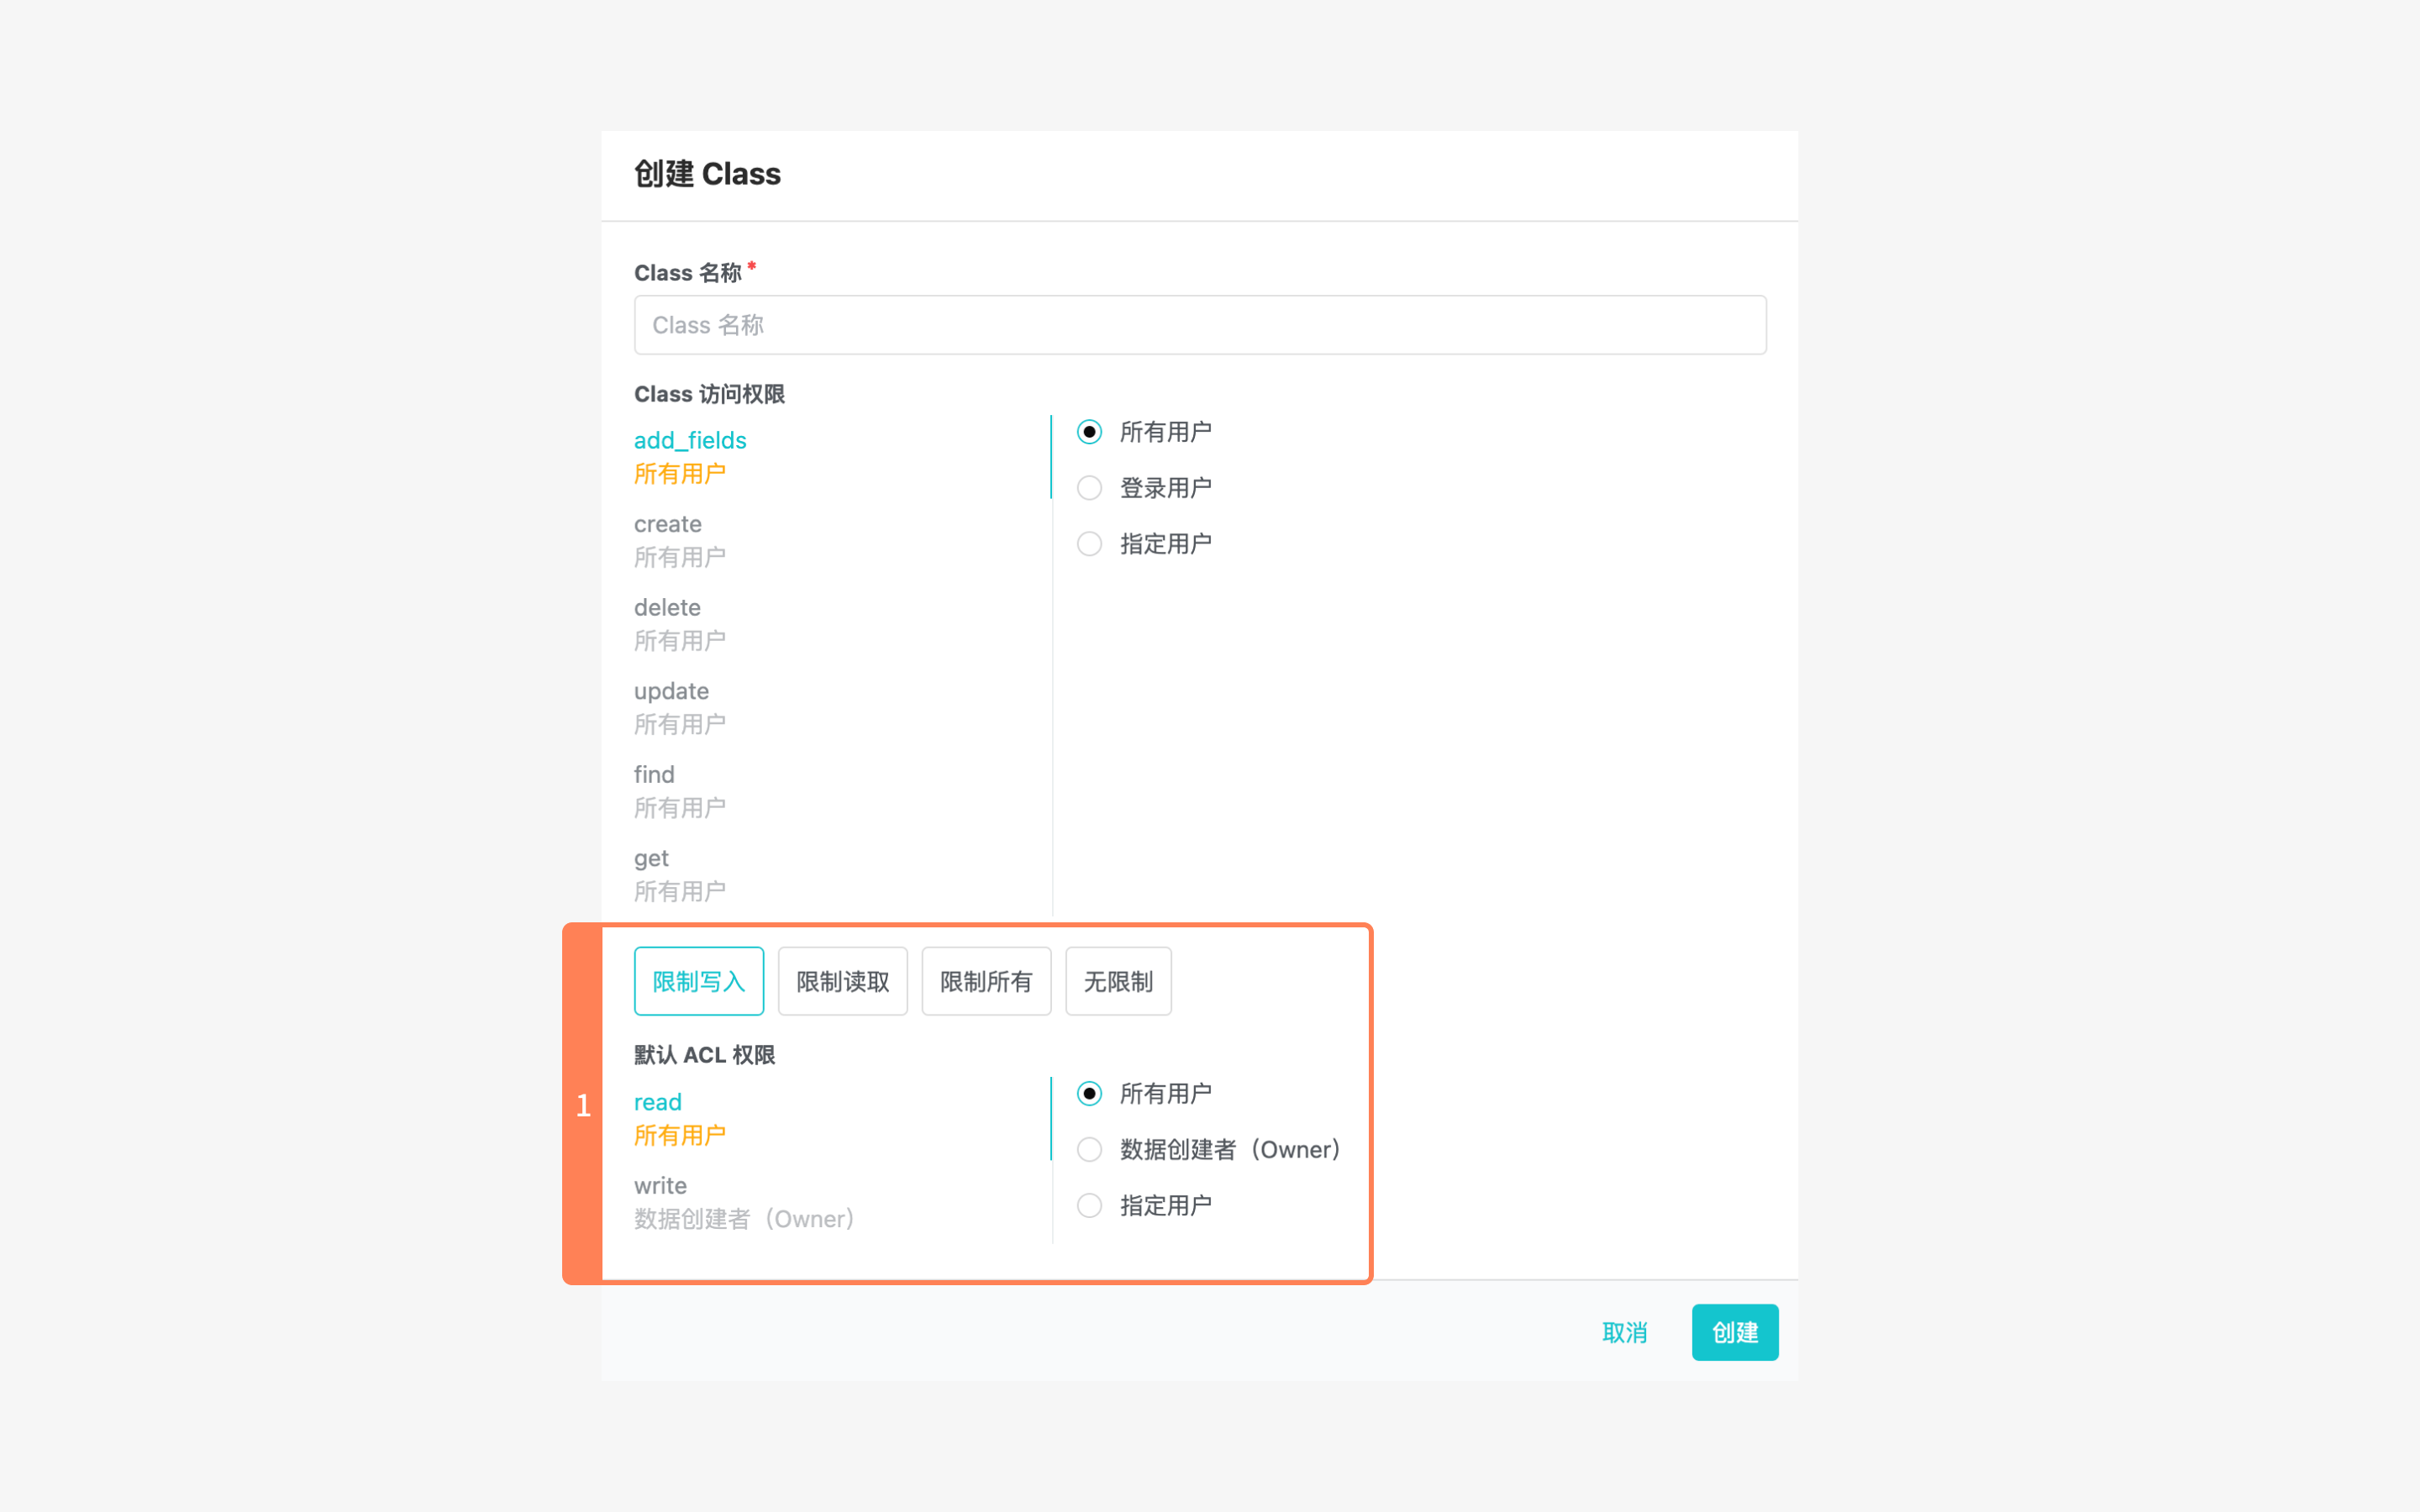 创建 Class
Class 名称 *
Class 名称
Class 访问权限
add_fields
所有用户
create
所有用户
delete
所有用户
update
所有用户
find
所有用户
get
所有用户
所有用户
登录用户
指定用户
1
限制写入 限制读取 限制所有 无限制
默认 ACL 权限
read
所有用户
write
数据创建者（Owner）
所有用户
数据创建者（Owner）
指定用户
取消 创建